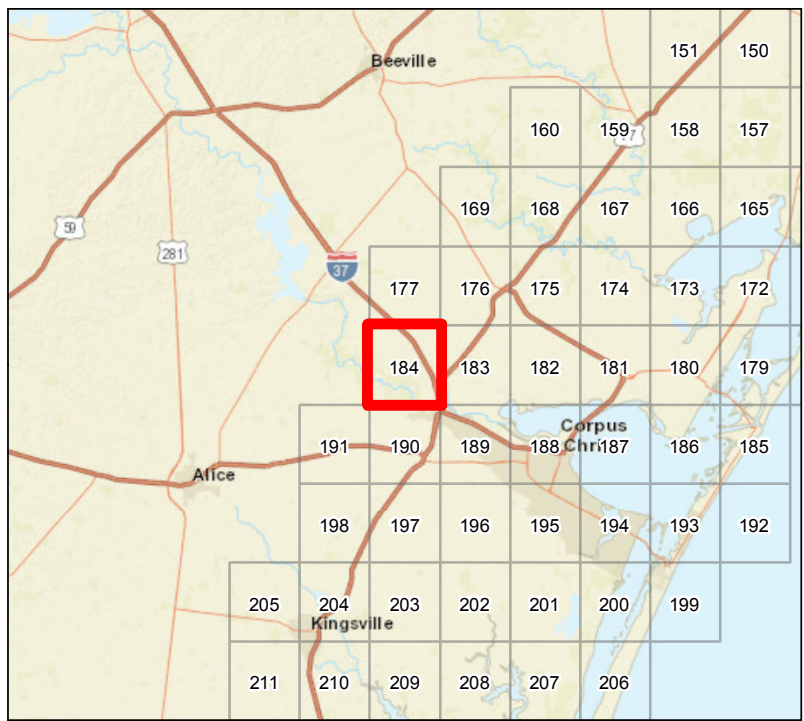 151 150
Beeville
160 159 7 158 157
169 168 167 166 165
59
281
37
177 176 175 174 173 172
184 183 182 181 180 179
Corpus
191 190 189 188 Chri 187 186 185
Alice
198 197 196 195 194 193 192
205 204 203 202 201 200 199
Kingsville
211 210 209 208 207 206